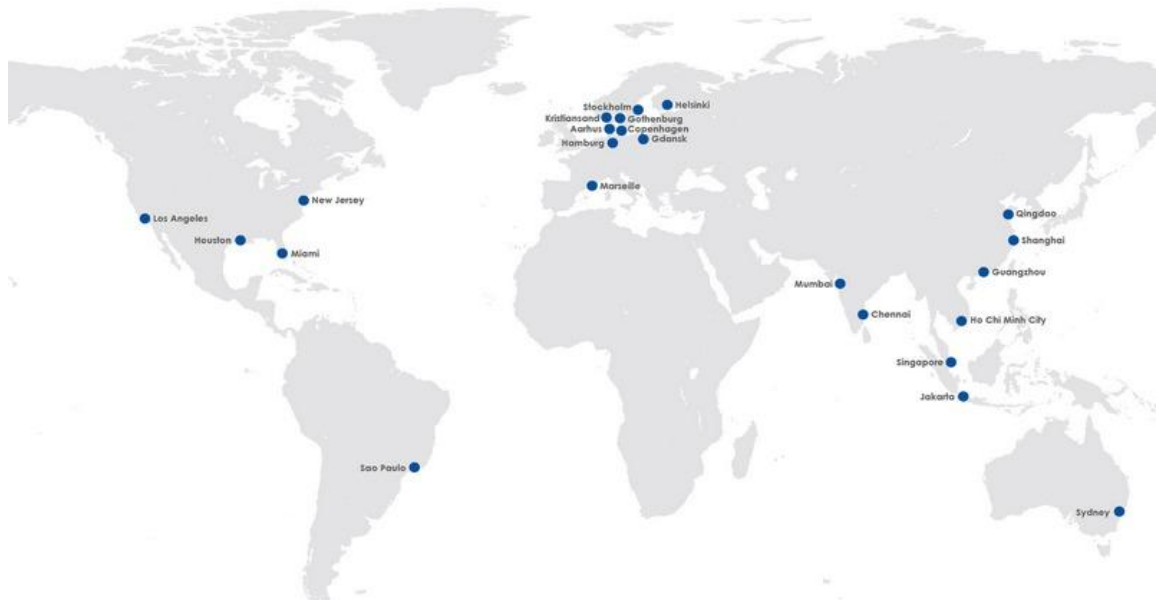 Stockholm
Helsinki
Kristiansand
Gothenburg
Aarhus
Copenhagen
Hamburg
Gdansk
Marseille
New Jersey
Los Angeles
Qingdao
Houston
Shanghai
Miami
Guangzhou
Mumbai
Chennai
Ho Chi Minh City
Singapore
Jakarta
Sao Paulo
Sydney